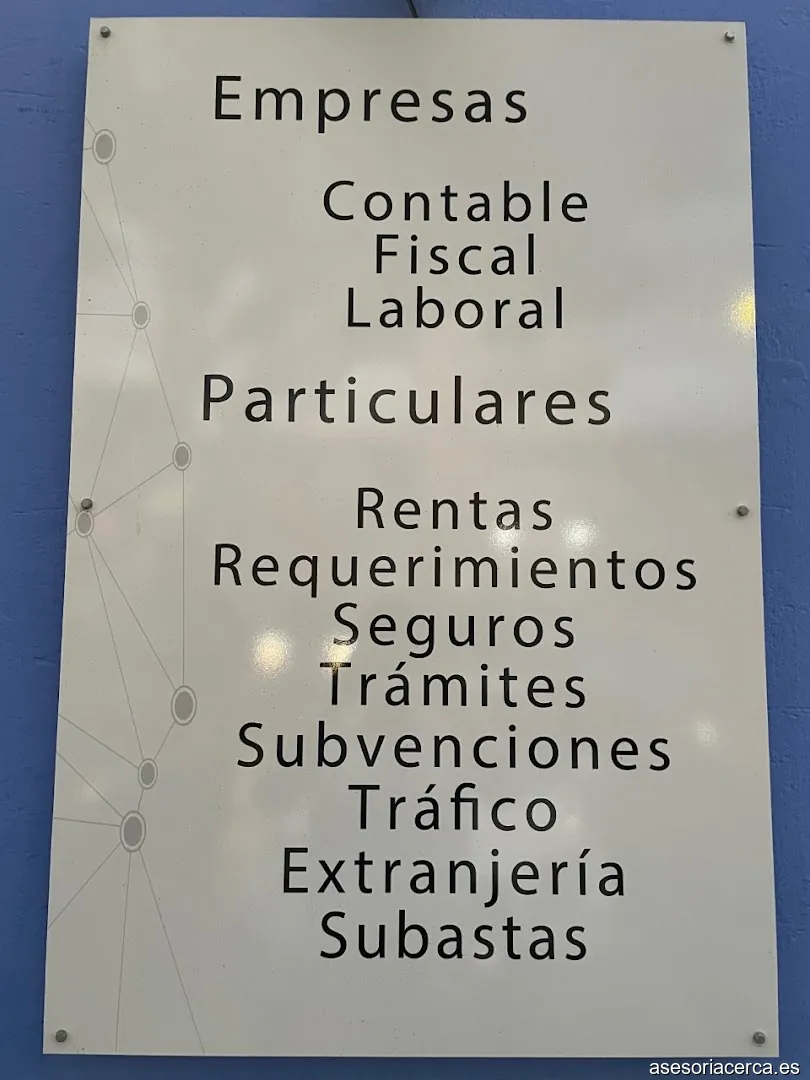 Empresas
Contable
Fiscal
Laboral
Particulares
Rentas
Requerimientos
Seguros
Trámites
Subvenciones
Tráfico
Extranjería
Subastas
asesoriacerca.es